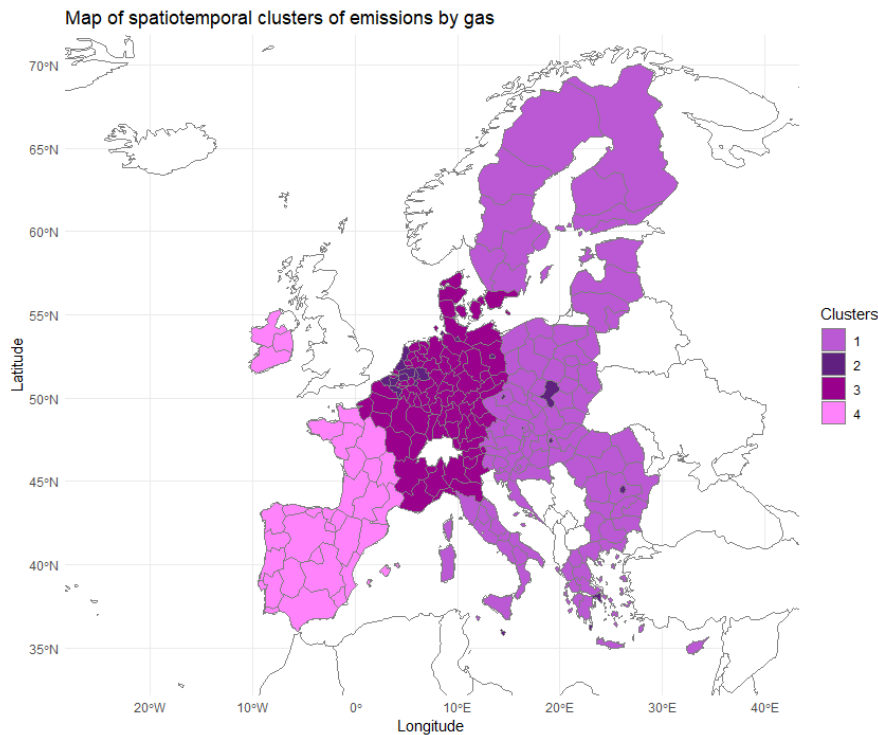 Map of spatiotemporal clusters of emissions by gas
70°N
65°N
60°N
55°N
50°N
45°N
40°N
35°N
Latitude
20°W
10°W
0°
10°E
20°E
30°E
40°E
Longitude
Clusters
1
2
3
4